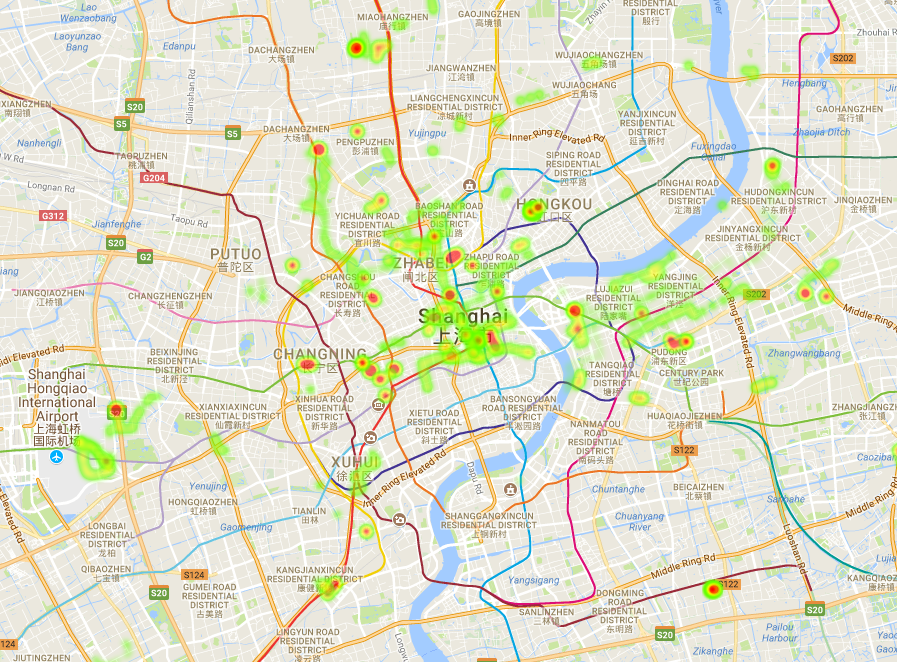 Lao
Wenzaobang
Laoyunzao
Bang
Edanpu
MIAOHANGZHEN
庙行镇
GAOJINGZHEN
高境镇
RESIDENTIAL
DISTRICT
殷行
River
DACHANGZHEN
大场镇
JIANGWANZHEN
江湾镇
WUJIAOCHANGZHEN
五角场镇
WUJIAOCHANG
五角场
S202
Hengbang
XIANGZHEN
南翔镇
S20
S5
S5
Qilianshan Rd
LIANGCHENGXINCUN
RESIDENTIAL DISTRICT
凉城新村
YANJIXINCUN
RESIDENTIAL
DISTRICT
延吉新村
GAOHANGZHEN
高行镇
Nanhengli
DACHANGZHEN
大场镇
PENGPUZHEN
彭浦镇
Yujingpu
Inner Ring Elevated Rd
Fuxingdao
Canal
Zhaojia Ditch
TAOPUZHEN
桃浦镇
G204
Longnan Rd
SIPING ROAD
RESIDENTIAL
DISTRICT
四平路
DINGHAI ROAD
RESIDENTIAL
DISTRICT
定海路
HUDONGXINCUN
RESIDENTIAL
DISTRICT
沪东新村
JINQIAOZHEN
金桥镇
G312
Jianfenghe
Taopu Rd
YICHUAN ROAD
RESIDENTIAL
DISTRICT
宜川路
BAOSHAN ROAD
RESIDENTIAL
DISTRICT
宝山路
HONGKOU
虹口区
JINYANGXINCUN
RESIDENTIAL
DISTRICT
金杨新村
S20
G2
PUTUO
普陀区
ZHABEI
闸北区
ZHAPU ROAD
RESIDENTIAL
DISTRICT
乍浦路
JIANGQIAOZHEN
江桥镇
CHANGZHENGZHEN
长征镇
CHANGSHOU
ROAD
RESIDENTIAL
DISTRICT
长寿路
LUJIAZUI
RESIDENTIAL
DISTRICT
陆家嘴
YANGJING
RESIDENTIAL
DISTRICT
洋泾
S202
Inner Ring Elevated Rd
Middle Ring
Shanghai
上海市
BEIXINJING
RESIDENTIAL
DISTRICT
北新泾
CHANGNING
长宁区
PUDONG
浦东新区
CENTURY PARK
世纪公园
Zhangwangbang
Shanghai
Hongqiao
International
Airport
上海虹桥
国际机场
XIANXIAXINCUN
RESIDENTIAL DISTRICT
仙霞新村
XINHUA ROAD
RESIDENTIAL
DISTRICT
新华路
XIETU ROAD
RESIDENTIAL
DISTRICT
斜土路
BANSONGYUAN
ROAD RESIDENTIAL
DISTRICT
半淞园路
TANGQIAO
RESIDENTIAL
DISTRICT
塘桥
HUAQIAOJIEZHEN
花桥街镇
ZHANGJIANGZHEN
张江镇
NANMATOU
ROAD
RESIDENTIAL
DISTRICT
南码头路
S122
XUHUI
徐汇区
Inner Ring Elevated Rd
Dapu Rd
Yenujing
HONGQIAOZHEN
虹桥镇
TIANLIN
田林
Chuntanghe
BEICAIZHEN
北蔡镇
Sanbahe
Middle Ring Rd
LONGBAI
RESIDENTIAL
DISTRICT
龙柏
Gaomenjing
SHANGGANGXINCUN
RESIDENTIAL DISTRICT
上钢新村
Chuanyang
River
Luoshan Rd
QIBAOZHEN
七宝镇
S124
GUMEI ROAD
RESIDENTIAL
DISTRICT
古美路
S20
KANGJIANXINCUN
RESIDENTIAL DISTRICT
康健新村
Yangsigang
Middle Ring Rd
S122
S20
SANLINZHEN
三林镇
DONGMING
ROAD
RESIDENTIAL
DISTRICT
东明路
Pailou
Harbour
S20
Zikanghe
LINGYUN ROAD
RESIDENTIAL
DISTRICT
凌云路
JIUTINGZHEN